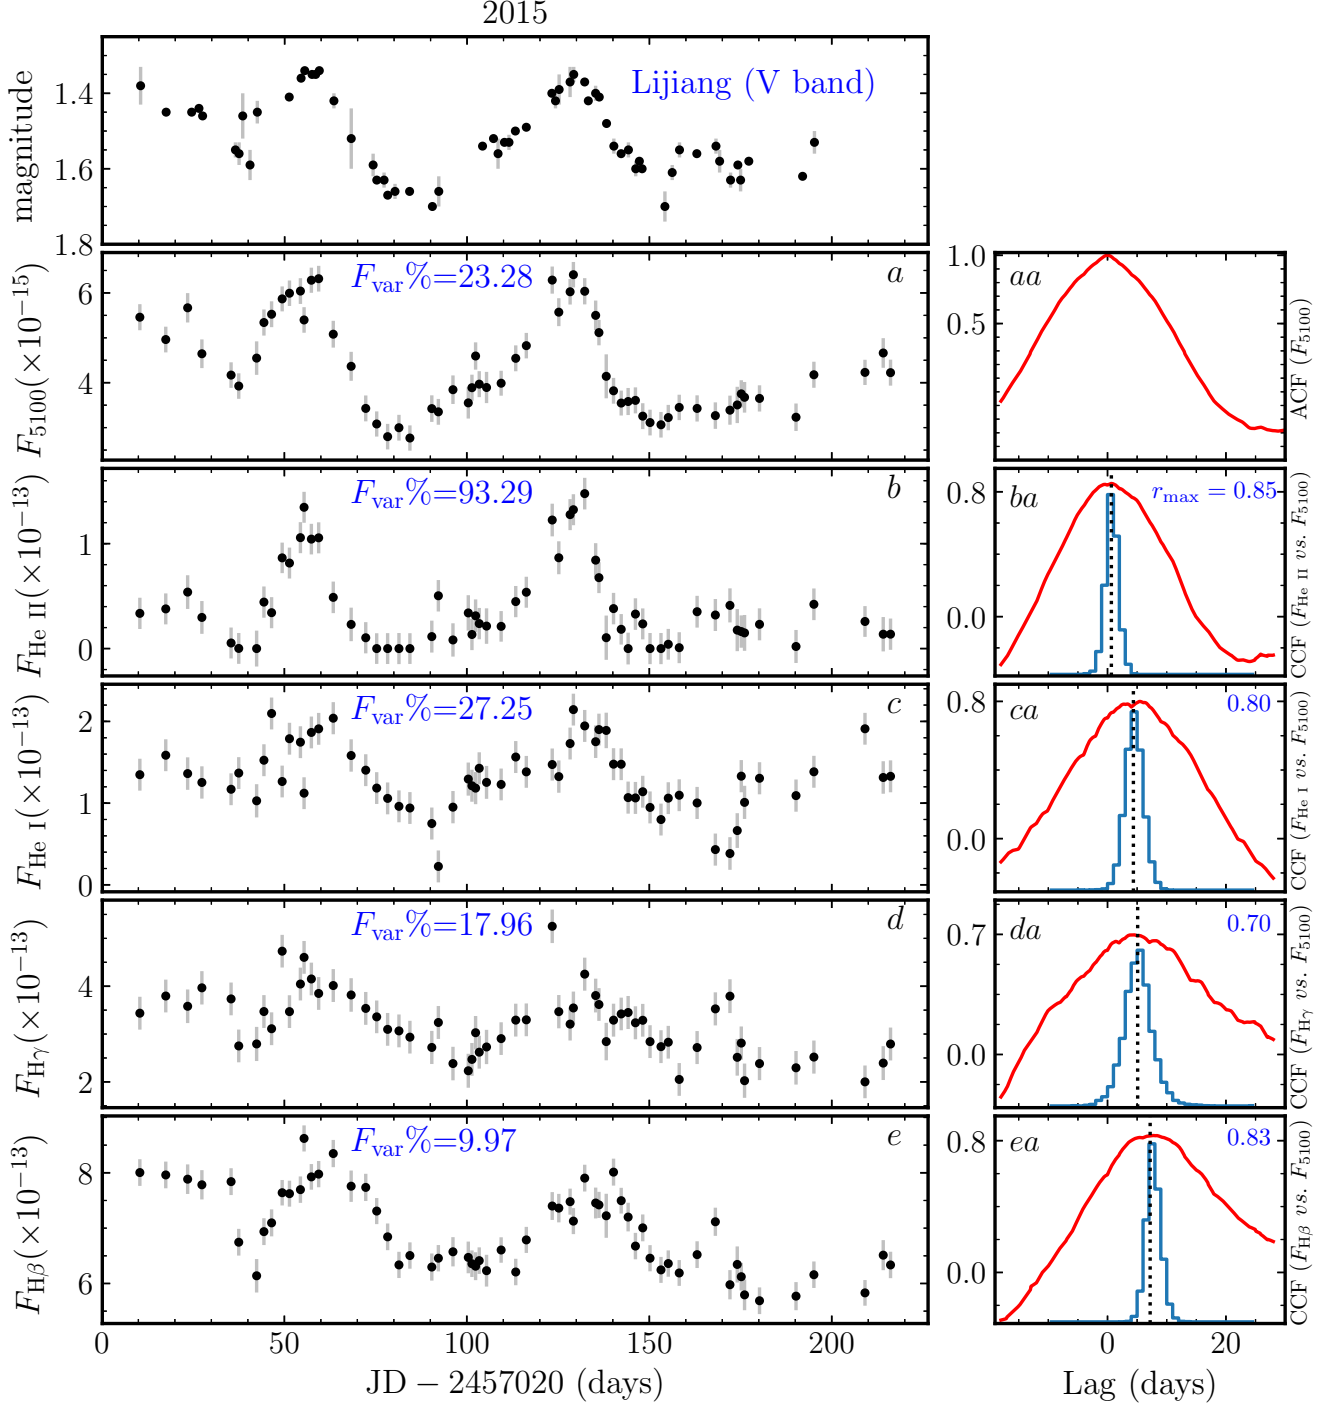 2015
Lijiang (V band)
magnitude
1.4
1.6
1.8
F5100(×10−15)
6
4
Fvar%=23.28
a
aa
1.0
0.5
ACF (F5100)
FHe II(×10−13)
1
0
Fvar%=93.29
b
ba
rmax = 0.85
0.8
0.0
CCF (FHe II vs. F5100)
FHe I(×10−13)
2
1
0
Fvar%=27.25
c
ca
0.80
0.8
0.0
CCF (FHe I vs. F5100)
FHγ(×10−13)
4
2
Fvar%=17.96
d
da
0.70
0.7
0.0
CCF (FHγ vs. F5100)
FHβ(×10−13)
8
6
Fvar%=9.97
e
ea
0.83
0.8
0.0
CCF (FHβ vs. F5100)
0 50 100 150 200
0 20
JD − 2457020 (days)
Lag (days)